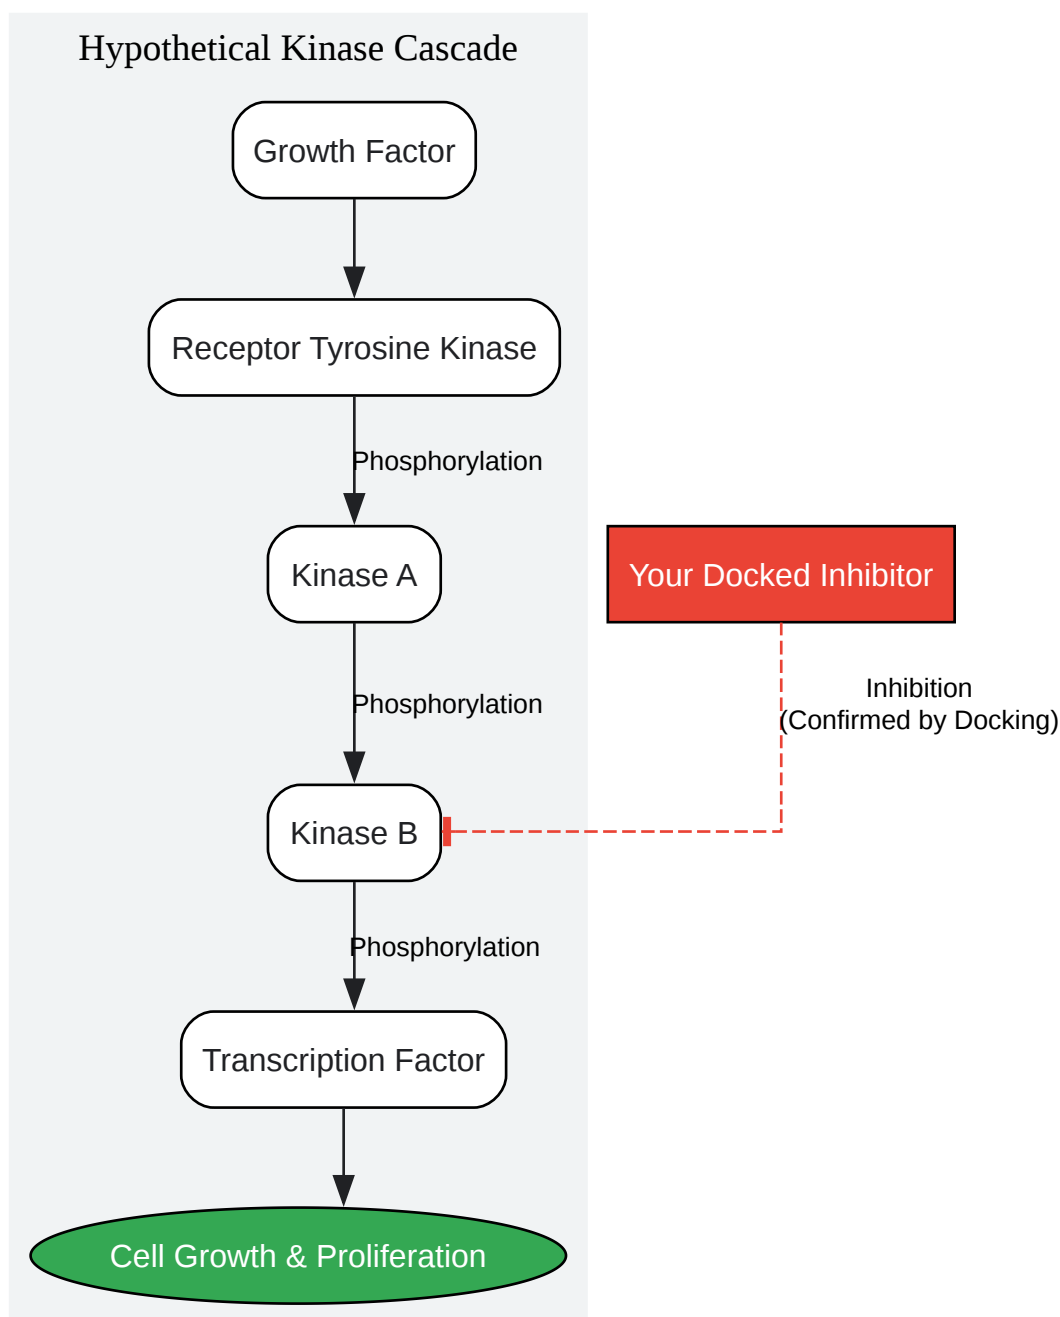 Hypothetical Kinase Cascade
Growth Factor
Receptor Tyrosine Kinase
Phosphorylation
Kinase A
Your Docked Inhibitor
Phosphorylation
Inhibition
(Confirmed by Docking)
Kinase B
Phosphorylation
Transcription Factor
Cell Growth & Proliferation